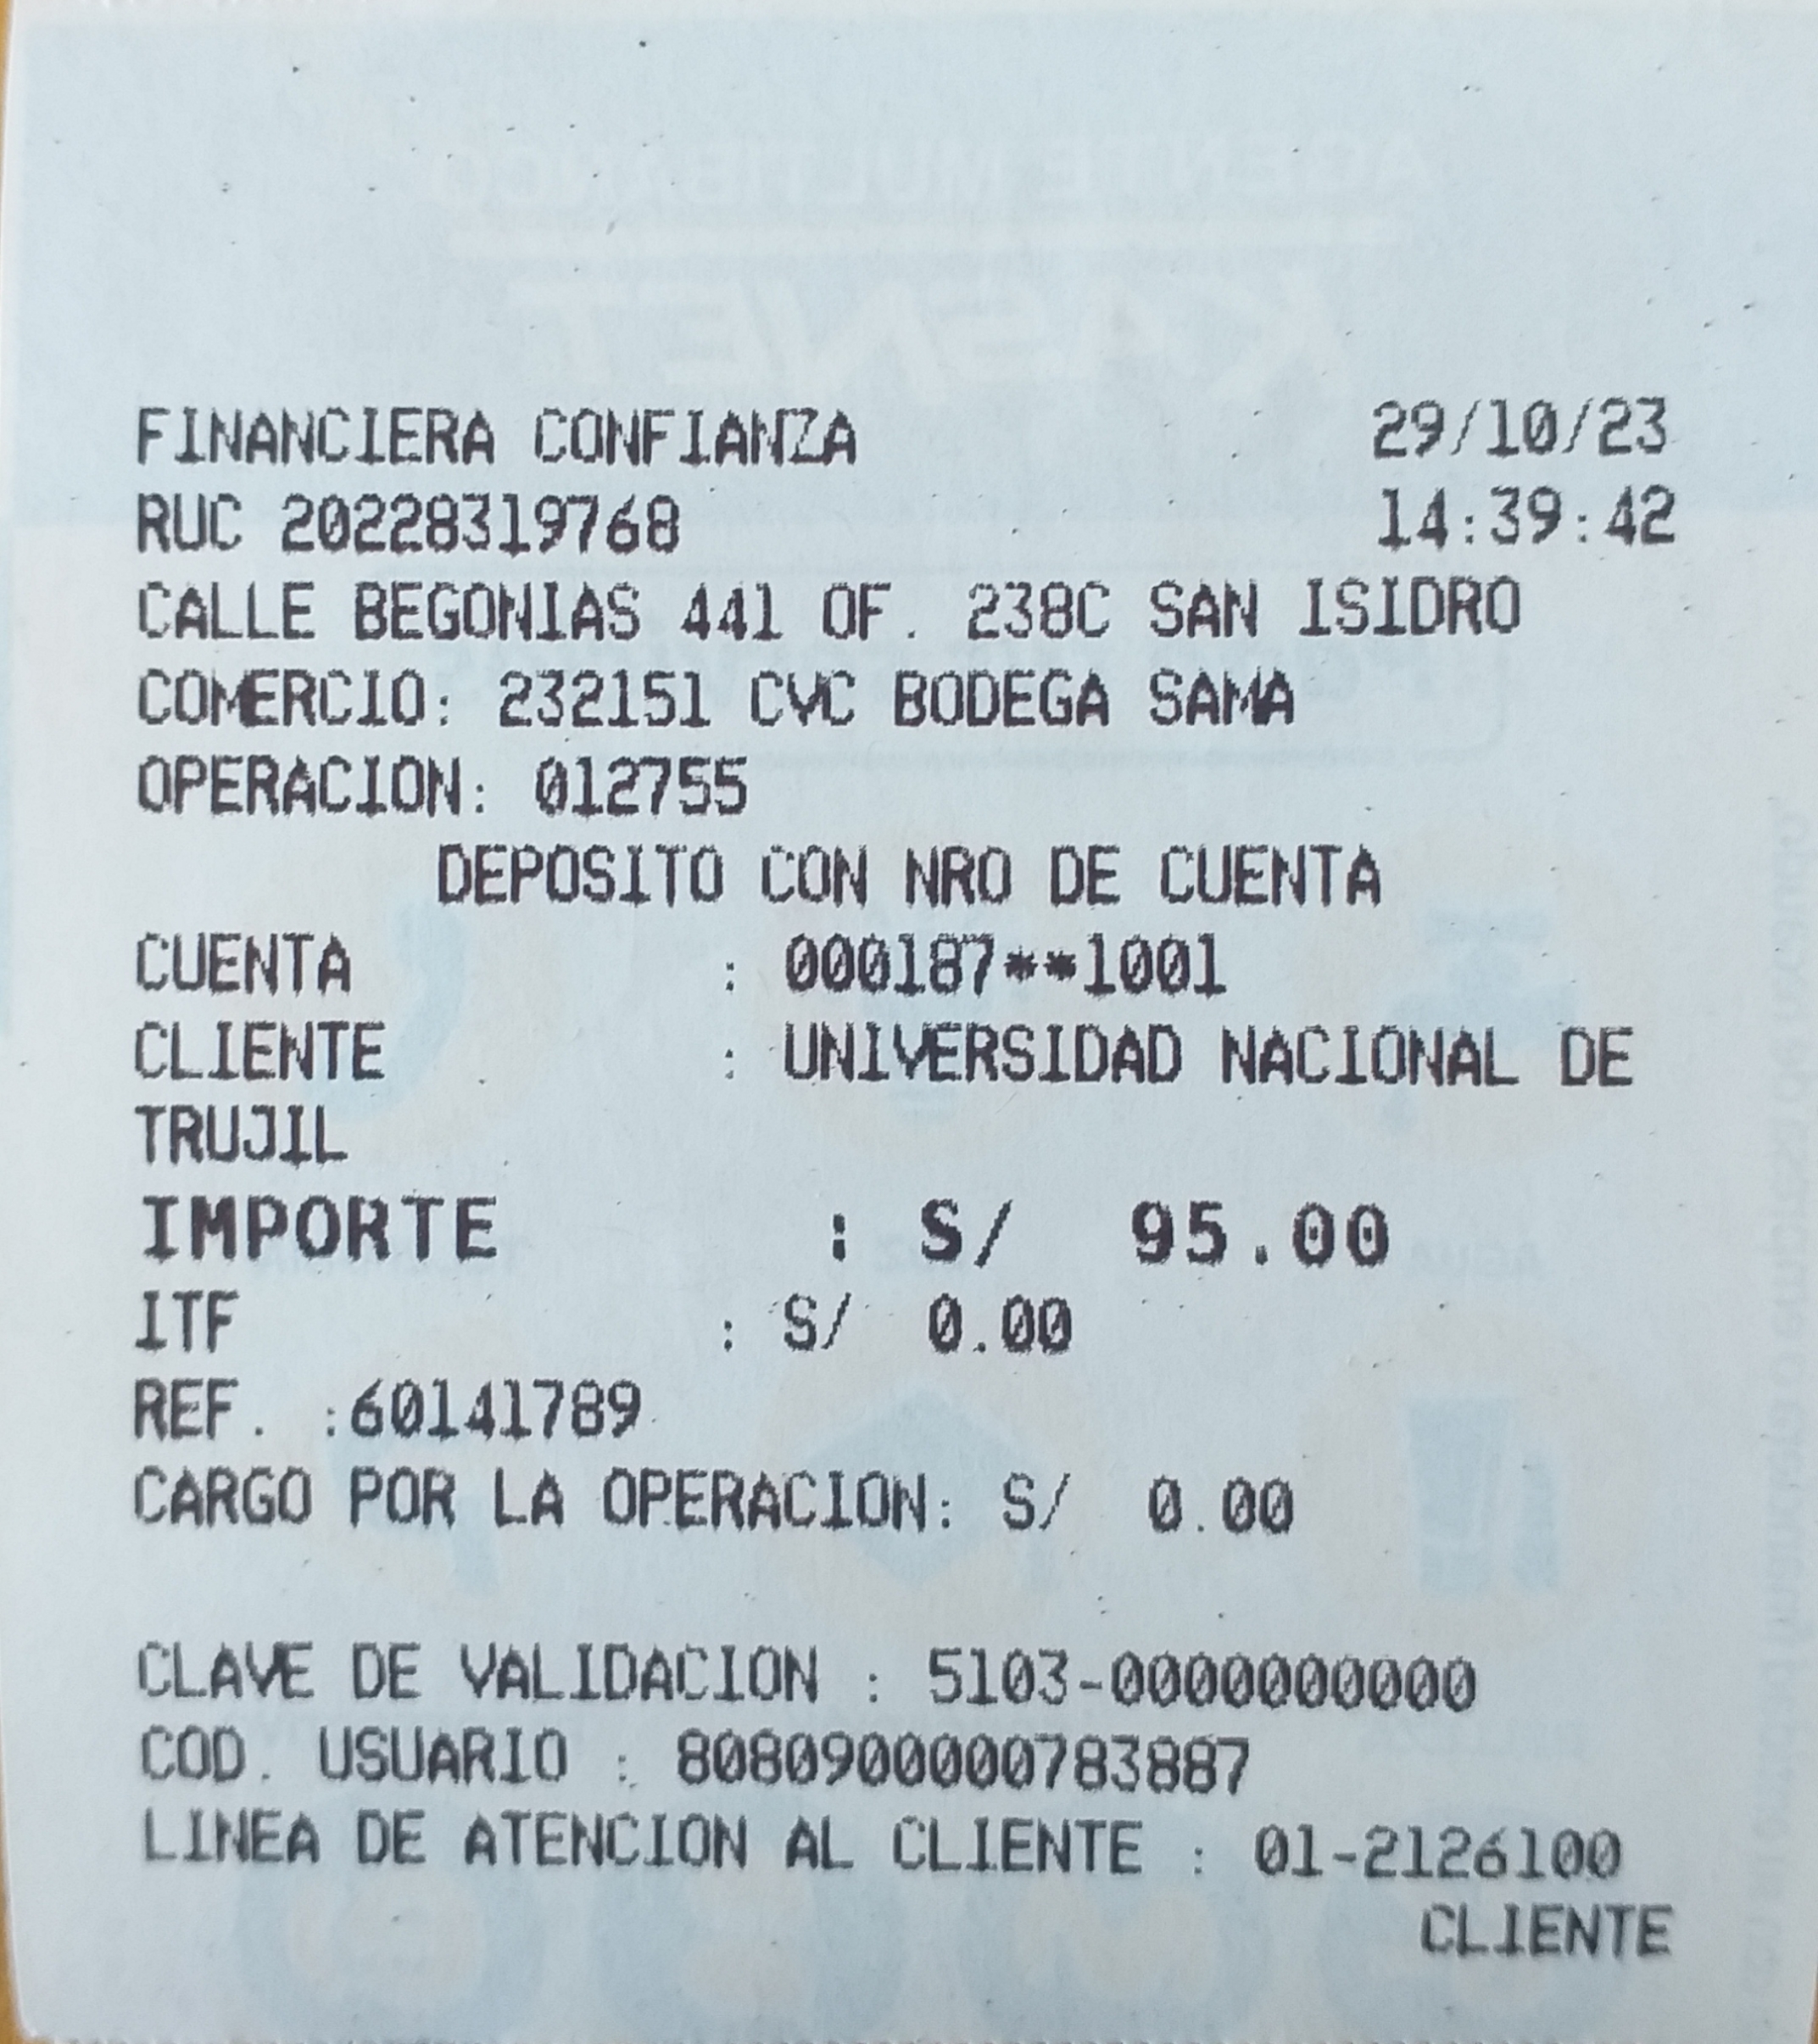 FINANCIERA CONFIANZA 29/10/23
RUC 20228319768 14:39:42
CALLE BEGONIAS 441 OF. 238C SAN ISIDRO
COMERCIO: 232151 CVC BODEGA SAMA
OPERACION: 012755
DEPOSITO CON NRO DE CUENTA
CUENTA : 000187**1001
CLIENTE : UNIVERSIDAD NACIONAL DE
TRUJIL
IMPORTE : S/ 95.00
ITF : S/ 0.00
REF. :60141789
CARGO POR LA OPERACION: S/ 0.00
CLAVE DE VALIDACION : 5103-0000000000
COD. USUARIO : 8080900000783887
LINEA DE ATENCION AL CLIENTE : 01-2126100
CLIENTE